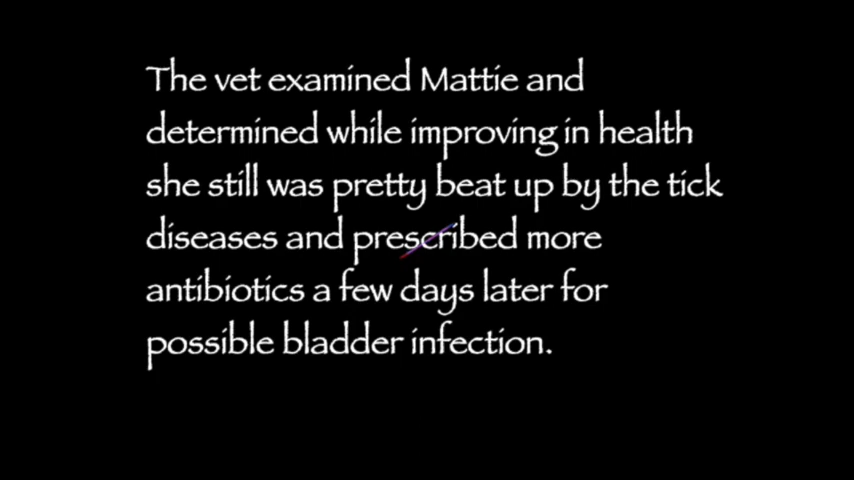 The vet examined Mattie and
determined while improving in health
she still was pretty beat up by the tick
diseases and prescribed more
antibiotics a few days later for
possible bladder infection.